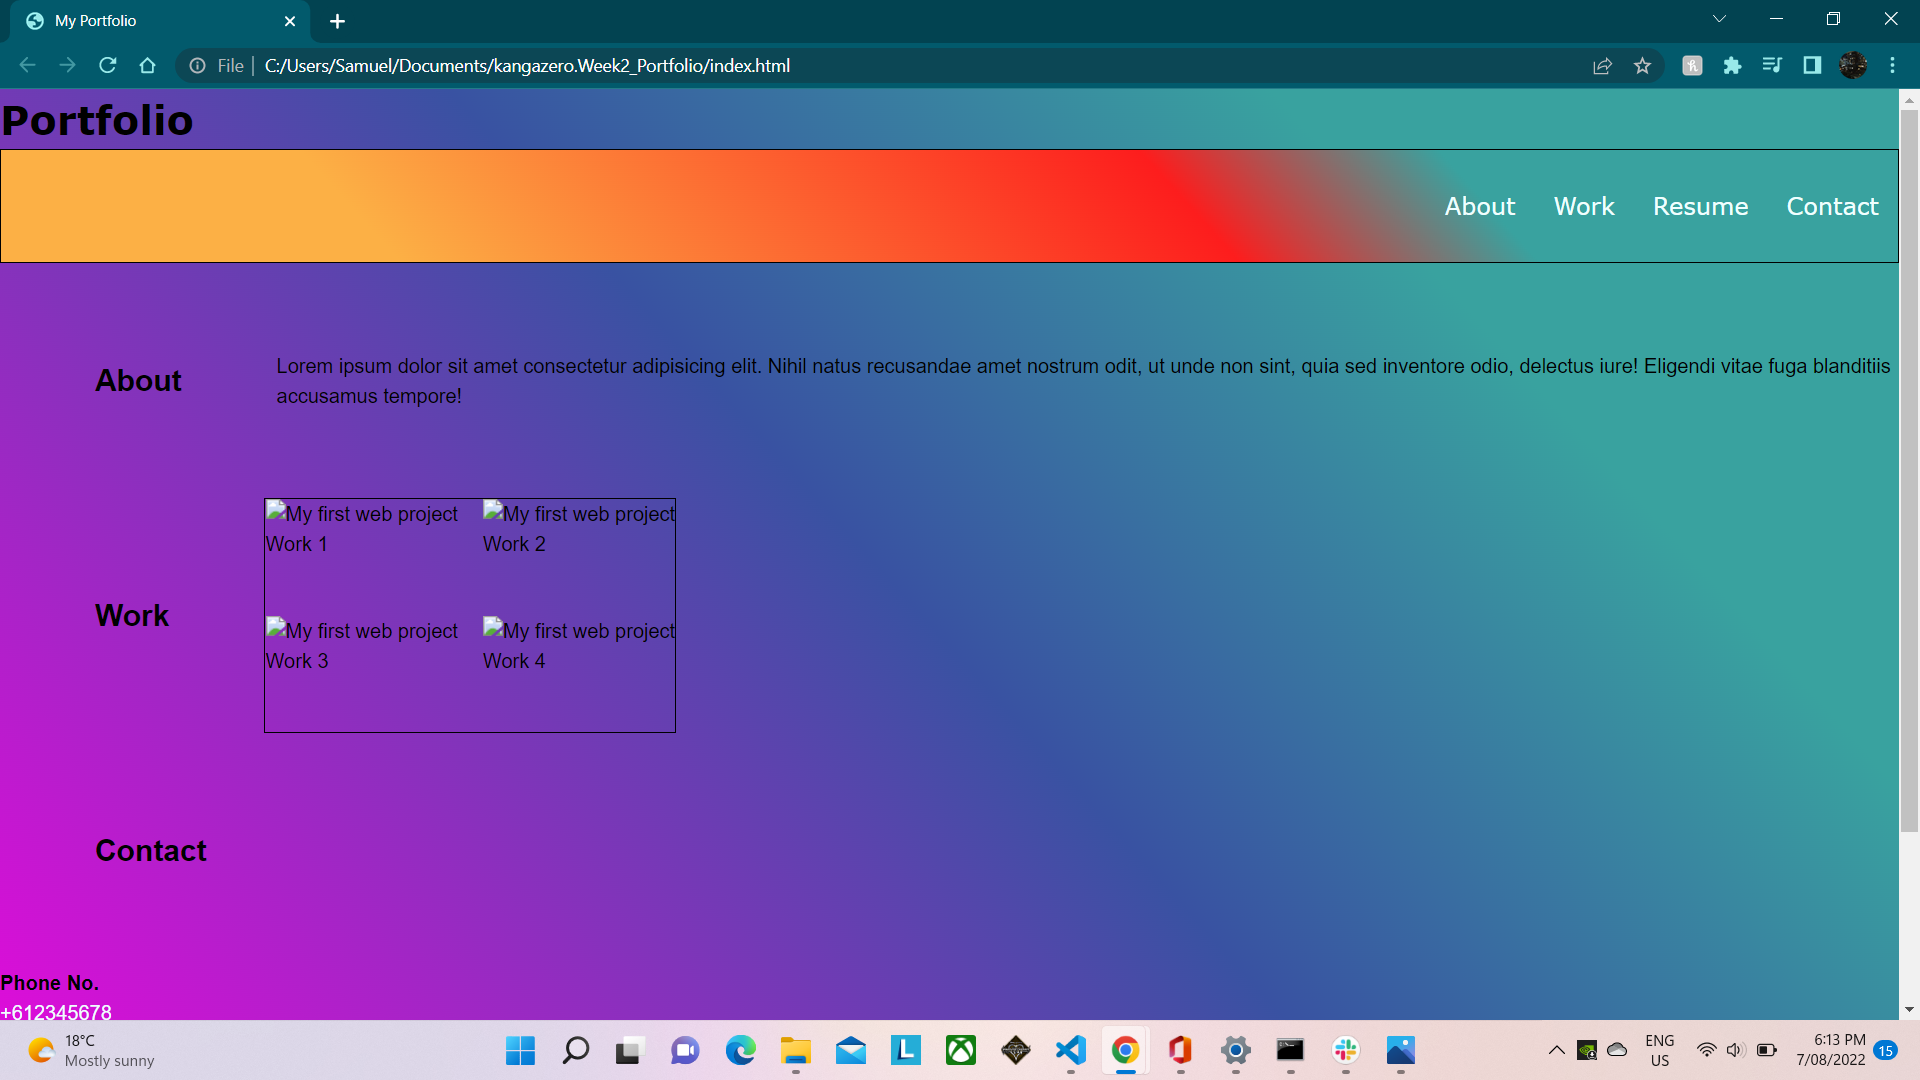 My Portfolio
File | C:/Users/Samuel/Documents/kangazero.Week2_Portfolio/index.html
Portfolio
About Work Resume Contact
About
Lorem ipsum dolor sit amet consectetur adipisicing elit. Nihil natus recusandae amet nostrum odit, ut unde non sint, quia sed inventore odio, delectus iure! Eligendi vitae fuga blanditiis
accusamus tempore!
Work
My first web project My first web project
Work 1 Work 2
My first web project My first web project
Work 3 Work 4
Contact
Phone No.
+612345678
18°C
Mostly sunny
L
ENG
US
6:13 PM
7/08/2022
15